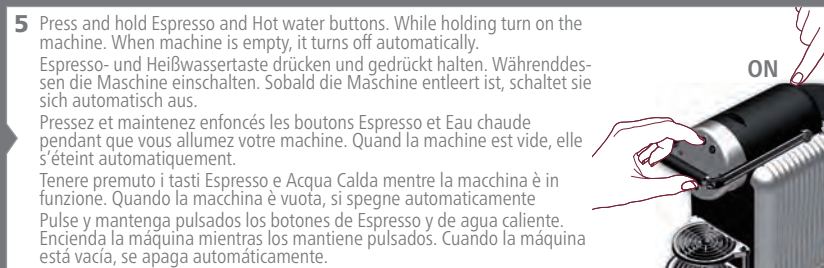 5 Press and hold Espresso and Hot water buttons. While holding turn on the
machine. When machine is empty, it turns off automatically.
Espresso- und Heißwassertaste drücken und gedrückt halten. Währenddes-
sen die Maschine einschalten. Sobald die Maschine entleert ist, schaltet sie
sich automatisch aus.
Pressez et maintenez enfoncés les boutons Espresso et Eau chaude
pendant que vous allumez votre machine. Quand la machine est vide, elle
s’éteint automatiquement.
Tenere premuto i tasti Espresso e Acqua Calda mentre la macchina è in
funzione. Quando la macchina è vuota, si spegne automaticamente
Pulse y mantenga pulsados los botones de Espresso y de agua caliente.
Encienda la máquina mientras los mantiene pulsados. Cuando la máquina
está vacía, se apaga automáticamente.
ON